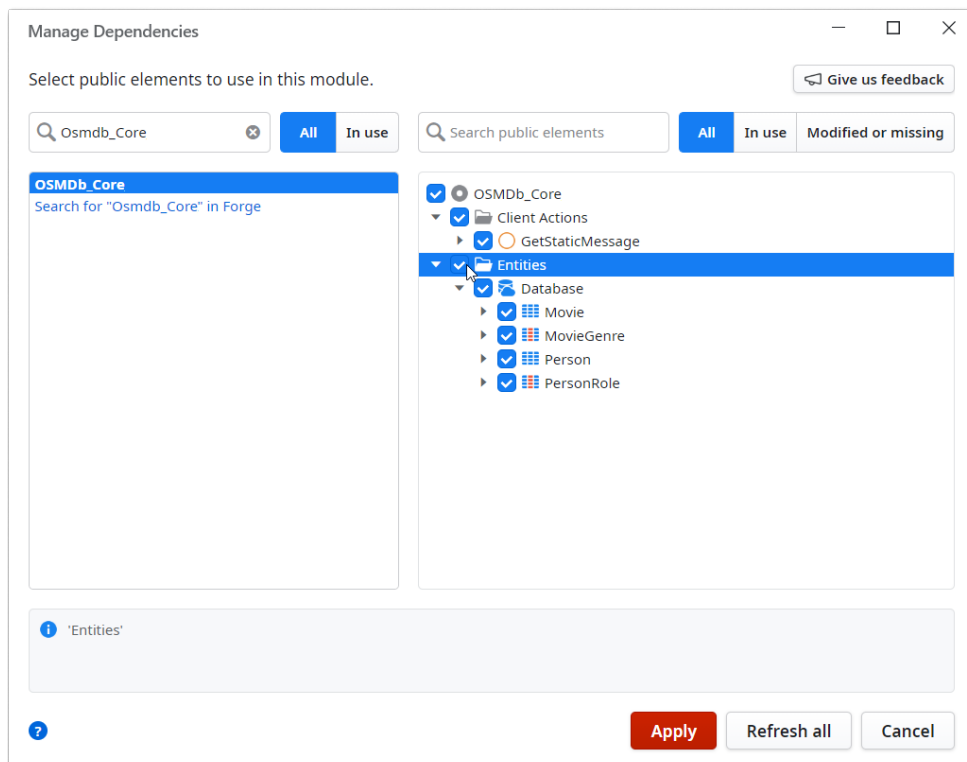 Manage Dependencies
Select public elements to use in this module.
Give us feedback
Osmdb_Core
All
In use
Search public elements
All
In use
Modified or missing
OSMDb_Core
Search for "Osmdb_Core" in Forge
OSMDb_Core
Client Actions
GetStaticMessage
Entities
Database
Movie
MovieGenre
Person
PersonRole
'Entities'
Apply
Refresh all
Cancel